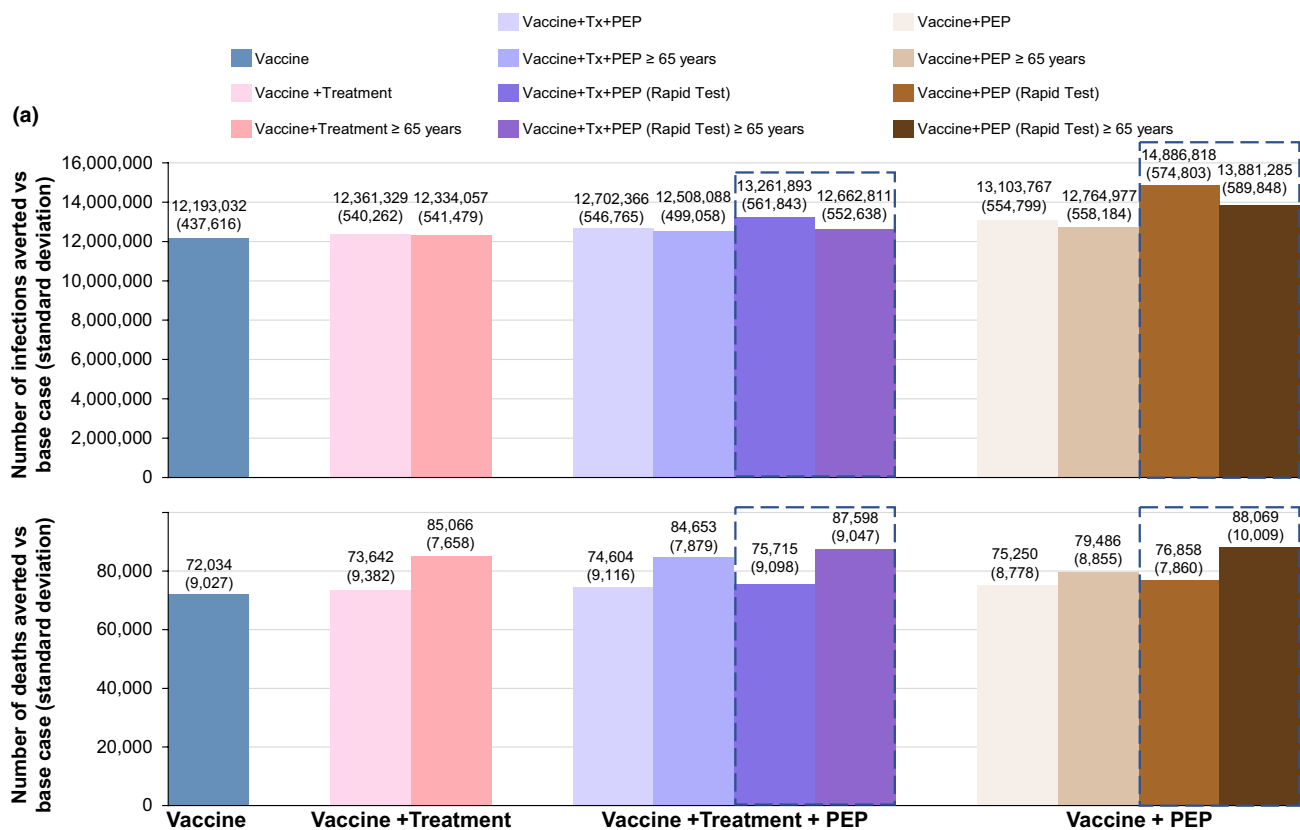 Vaccine
Vaccine +Treatment
Vaccine+Treatment ≥ 65 years
Vaccine+Tx+PEP
Vaccine+Tx+PEP ≥ 65 years
Vaccine+Tx+PEP (Rapid Test)
Vaccine+Tx+PEP (Rapid Test) ≥ 65 years
Vaccine+PEP
Vaccine+PEP ≥ 65 years
Vaccine+PEP (Rapid Test)
Vaccine+PEP (Rapid Test) ≥ 65 years
(a)
Number of infections averted vs
base case (standard deviation)
16,000,000
14,000,000
12,000,000
10,000,000
8,000,000
6,000,000
4,000,000
2,000,000
0
12,193,032
(437,616)
12,361,329
(540,262)
12,334,057
(541,479)
12,702,366
(546,765)
12,508,088
(499,058)
13,261,893
(561,843)
12,662,811
(552,638)
13,103,767
(554,799)
12,764,977
(558,184)
14,886,818
(574,803)
13,881,285
(589,848)
Number of deaths averted vs
base case (standard deviation)
80,000
60,000
40,000
20,000
0
72,034
(9,027)
73,642
(9,382)
85,066
(7,658)
74,604
(9,116)
84,653
(7,879)
75,715
(9,098)
87,598
(9,047)
75,250
(8,778)
79,486
(8,855)
76,858
(7,860)
88,069
(10,009)
Vaccine
Vaccine +Treatment
Vaccine +Treatment + PEP
Vaccine + PEP